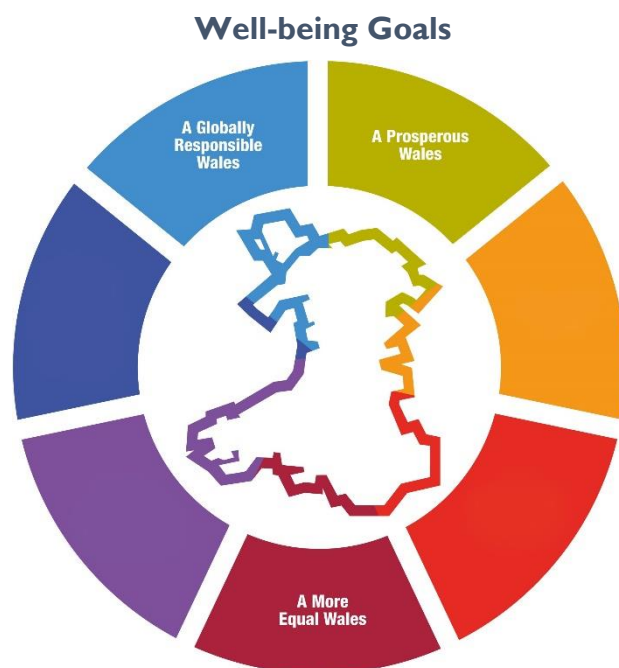 Well-being Goals
A Globally
Responsible
Wales
A Prosperous
Wales
A More
Equal Wales